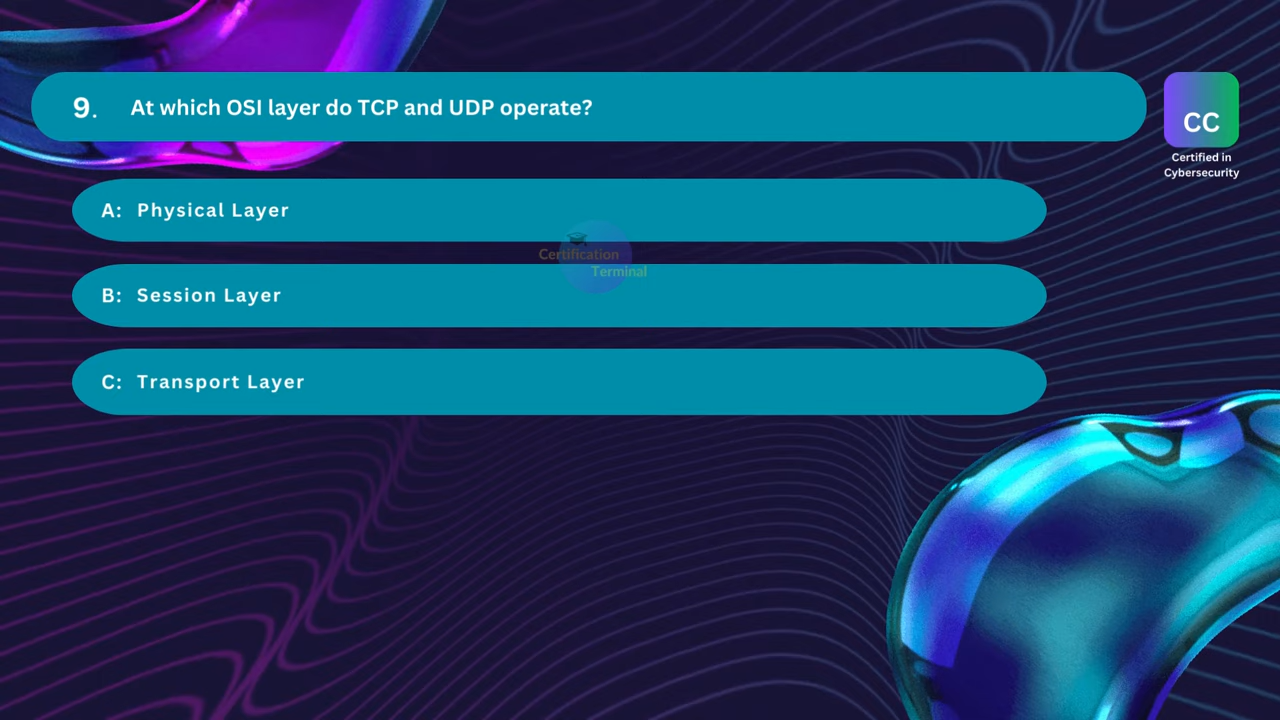 9. At which OSI layer do TCP and UDP operate?
CC
Certified in
Cybersecurity
A: Physical Layer
Certification
Terminal
B: Session Layer
C: Transport Layer